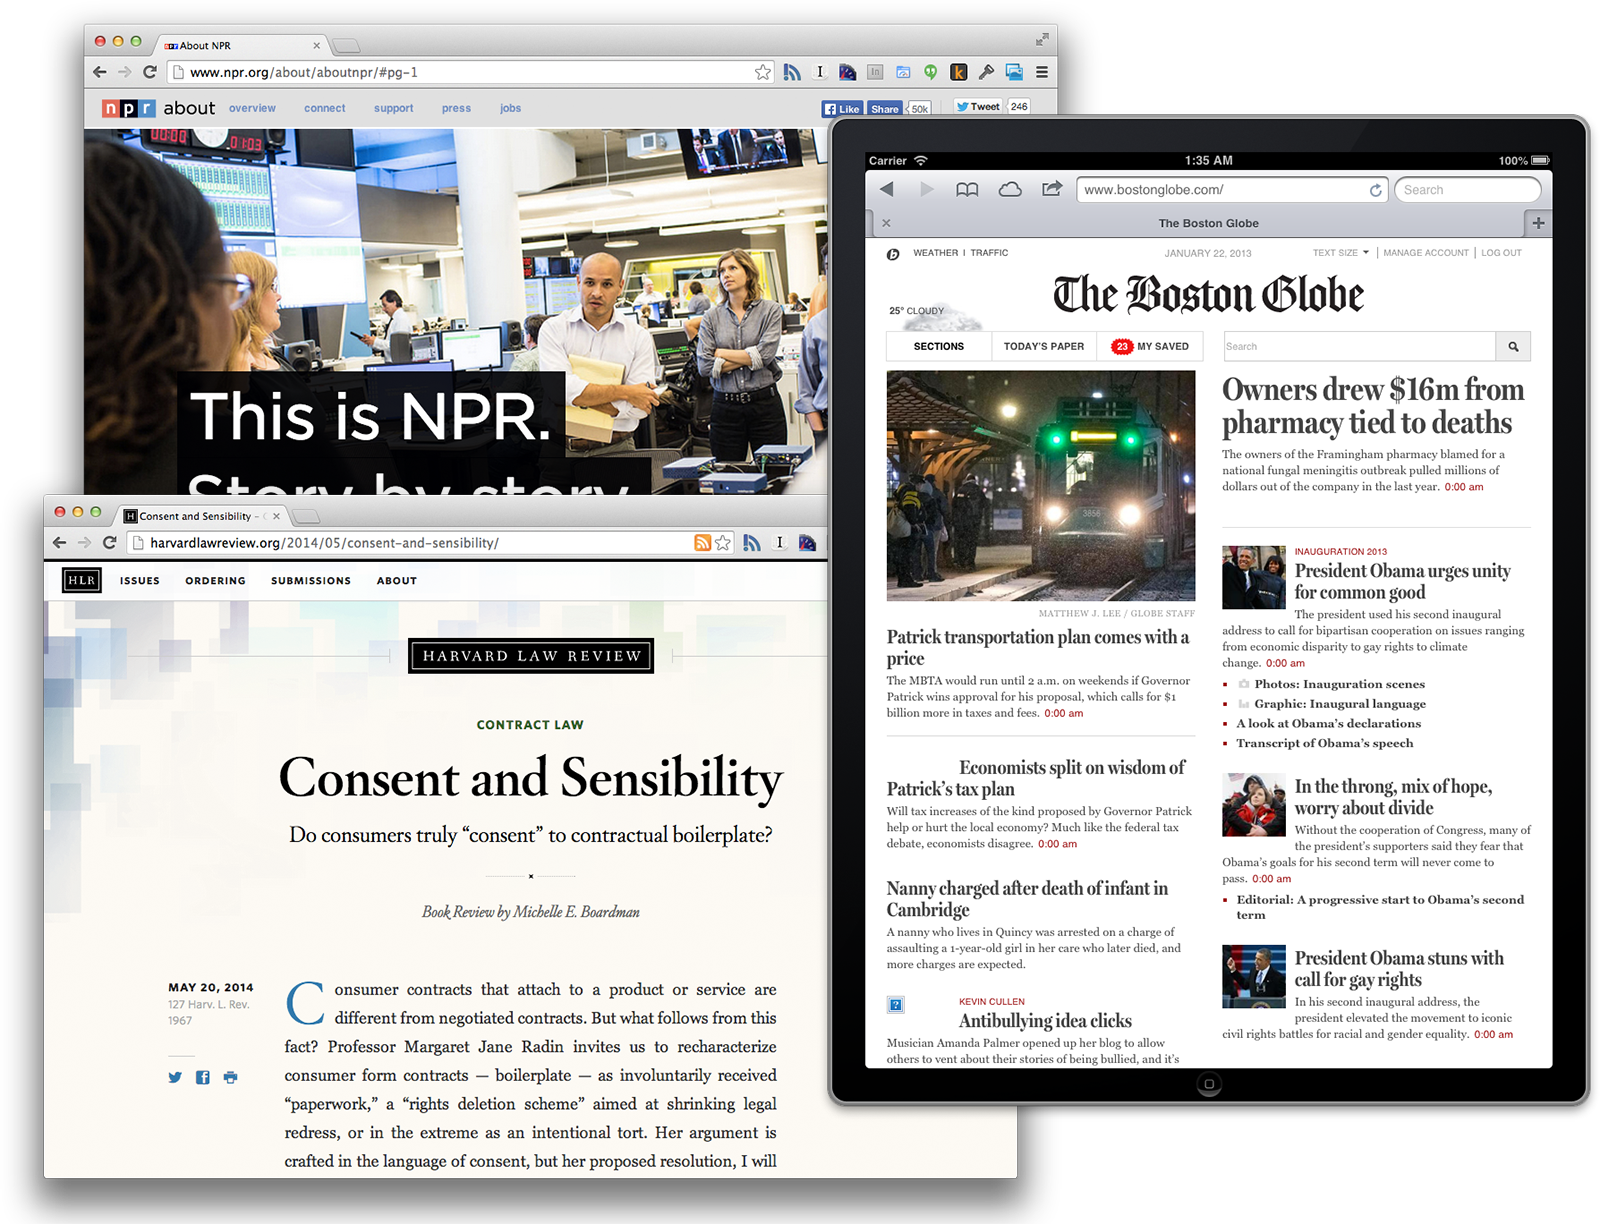 About NPR
www.npr.org/about/aboutnpr/#pg-1
npr about overview connect support press jobs
Like Share 50k Tweet 246
00:00 01:03
This is NPR.
Story by story
Consent and Sensibility –
harvardlawreview.org/2014/05/consent-and-sensibility/
HLR ISSUES ORDERING SUBMISSIONS ABOUT
HARVARD LAW REVIEW
CONTRACT LAW
Consent and Sensibility
Do consumers truly “consent” to contractual boilerplate?
Book Review by Michelle E. Boardman
MAY 20, 2014
127 Harv. L. Rev.
1967
Consumer contracts that attach to a product or service are
different from negotiated contracts. But what follows from this
fact? Professor Margaret Jane Radin invites us to recharacterize
consumer form contracts — boilerplate — as involuntarily received
“paperwork,” a “rights deletion scheme” aimed at shrinking legal
redress, or in the extreme as an intentional tort. Her argument is
crafted in the language of consent, but her proposed resolution, I will
Carrier 1:35 AM 100%
www.bostonglobe.com/ Search
The Boston Globe
b WEATHER | TRAFFIC JANUARY 22, 2013 TEXT SIZE MANAGE ACCOUNT LOG OUT
The Boston Globe
25° CLOUDY
SECTIONS TODAY'S PAPER 23 MY SAVED Search
3856
MATTHEW J. LEE / GLOBE STAFF
Patrick transportation plan comes with a
price
The MBTA would run until 2 a.m. on weekends if Governor
Patrick wins approval for his proposal, which calls for $1
billion more in taxes and fees. 0:00 am
Economists split on wisdom of
Patrick’s tax plan
Will tax increases of the kind proposed by Governor Patrick
help or hurt the local economy? Much like the federal tax
debate, economists disagree. 0:00 am
Nanny charged after death of infant in
Cambridge
A nanny who lives in Quincy was arrested on a charge of
assaulting a 1-year-old girl in her care who later died, and
more charges are expected.
?
KEVIN CULLEN
Antibullying idea clicks
Musician Amanda Palmer opened up her blog to allow
others to vent about their stories of being bullied, and it’s
Owners drew $16m from
pharmacy tied to deaths
The owners of the Framingham pharmacy blamed for a
national fungal meningitis outbreak pulled millions of
dollars out of the company in the last year. 0:00 am
INAUGURATION 2013
President Obama urges unity
for common good
The president used his second inaugural
address to call for bipartisan cooperation on issues ranging
from economic disparity to gay rights to climate
change. 0:00 am
Photos: Inauguration scenes
Graphic: Inaugural language
A look at Obama’s declarations
Transcript of Obama’s speech
In the throng, mix of hope,
worry about divide
Without the cooperation of Congress, many of
the president’s supporters said they fear that
Obama’s goals for his second term will never come to
pass. 0:00 am
Editorial: A progressive start to Obama’s second
term
President Obama stuns with
call for gay rights
In his second inaugural address, the
president elevated the movement to iconic
civil rights battles for racial and gender equality. 0:00 am